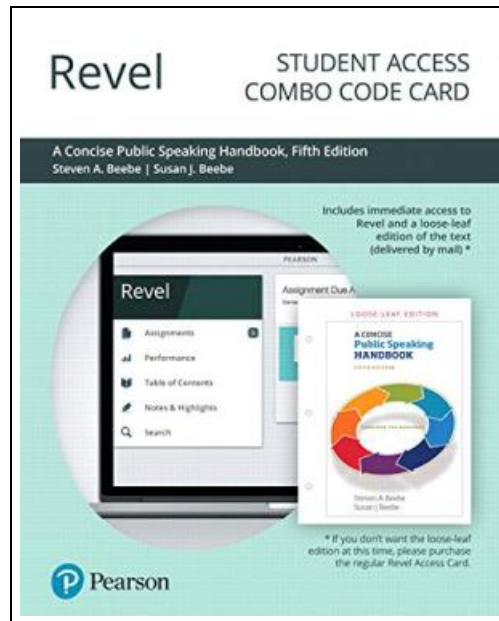 Revel
STUDENT ACCESS
COMBO CODE CARD
A Concise Public Speaking Handbook, Fifth Edition
Steven A. Beebe | Susan J. Beebe
Includes immediate access to
Revel and a loose-leaf
edition of the text
(delivered by mail) *
PEARSON
Revel
Assignments
Performance
Table of Contents
Notes & Highlights
Search
Assignment Due
LOOSE-LEAF EDITION
A CONCISE
Public Speaking
HANDBOOK
FIFTH EDITION
Steven A. Beebe
Susan J. Beebe
* If you don't want the loose-leaf
edition at this time, please purchase
the regular Revel Access Card.
Pearson